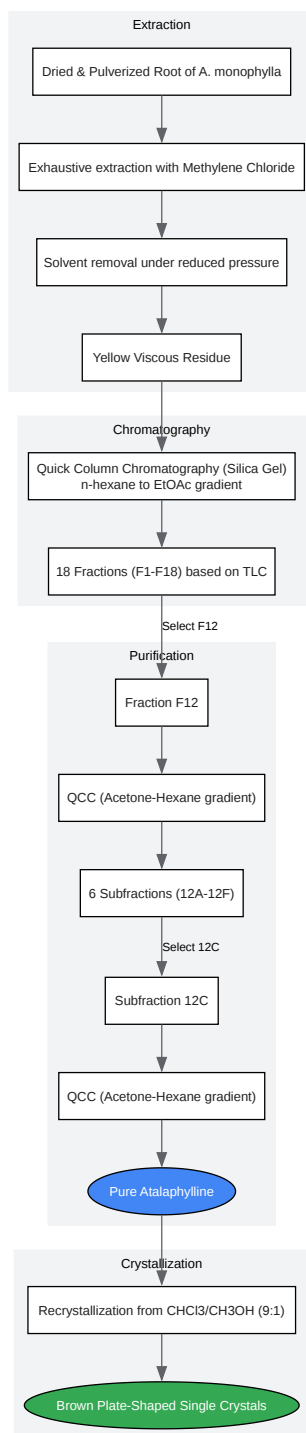 Extraction
Dried & Pulverized Root of A. monophylla
Exhaustive extraction with Methylene Chloride
Solvent removal under reduced pressure
Yellow Viscous Residue
Chromatography
Quick Column Chromatography (Silica Gel)
n-hexane to EtOAc gradient
18 Fractions (F1-F18) based on TLC
Select F12
Purification
Fraction F12
QCC (Acetone-Hexane gradient)
6 Subfractions (12A-12F)
Select 12C
Subfraction 12C
QCC (Acetone-Hexane gradient)
Pure Atalaphylline
Crystallization
Recrystallization from CHCl3/CH3OH (9:1)
Brown Plate-Shaped Single Crystals